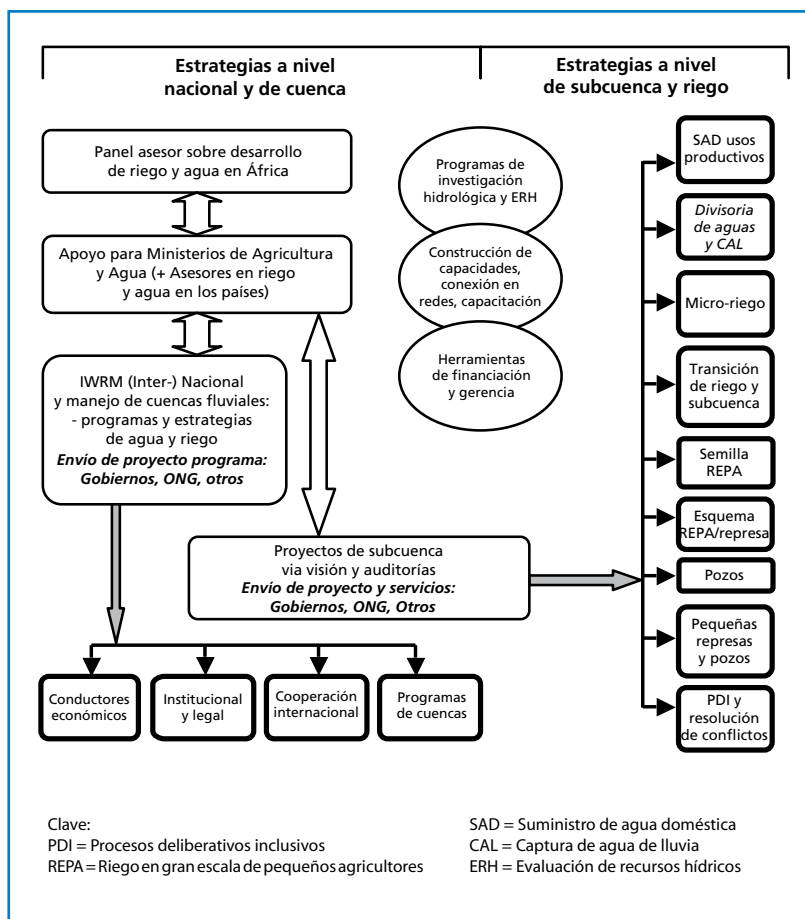 Estrategias a nivel
nacional y de cuenca
Estrategias a nivel
de subcuenca y riego
Panel asesor sobre desarrollo
de riego y agua en África
Apoyo para Ministerios de Agricultura
y Agua (+ Asesores en riego
y agua en los países)
IWRM (Inter-) Nacional
y manejo de cuencas fluviales:
- programas y estrategias
de agua y riego
Envío de proyecto programa:
Gobiernos, ONG, otros
Proyectos de subcuenca
via visión y auditorías
Envío de proyecto y servicios:
Gobiernos, ONG, Otros
Conductores
económicos
Institucional
y legal
Cooperación
internacional
Programas
de cuencas
Programas de
investigación
hidrológica y ERH
Construcción de
capacidades,
conexión en
redes, capacitación
Herramientas
de financiación
y gerencia
SAD usos
productivos
Divisoria
de aguas
y CAL
Micro-riego
Transición
de riego y
subcuenca
Semilla
REPA
Esquema
REPA/represa
Pozos
Pequeñas
represas
y pozos
PDI y
resolución
de conflictos
Clave:
PDI = Procesos deliberativos inclusivos
REPA = Riego en gran escala de pequeños agricultores
SAD = Suministro de agua doméstica
CAL = Captura de agua de lluvia
ERH = Evaluación de recursos hídricos